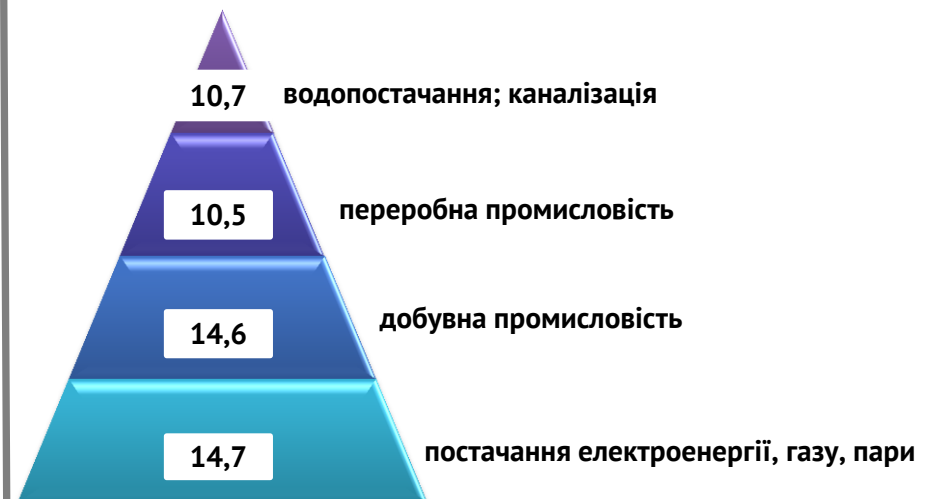 10,7 водопостачання; каналізація
10,5 переробна промисловість
14,6 добувна промисловість
14,7 постачання електроенергії, газу, пари